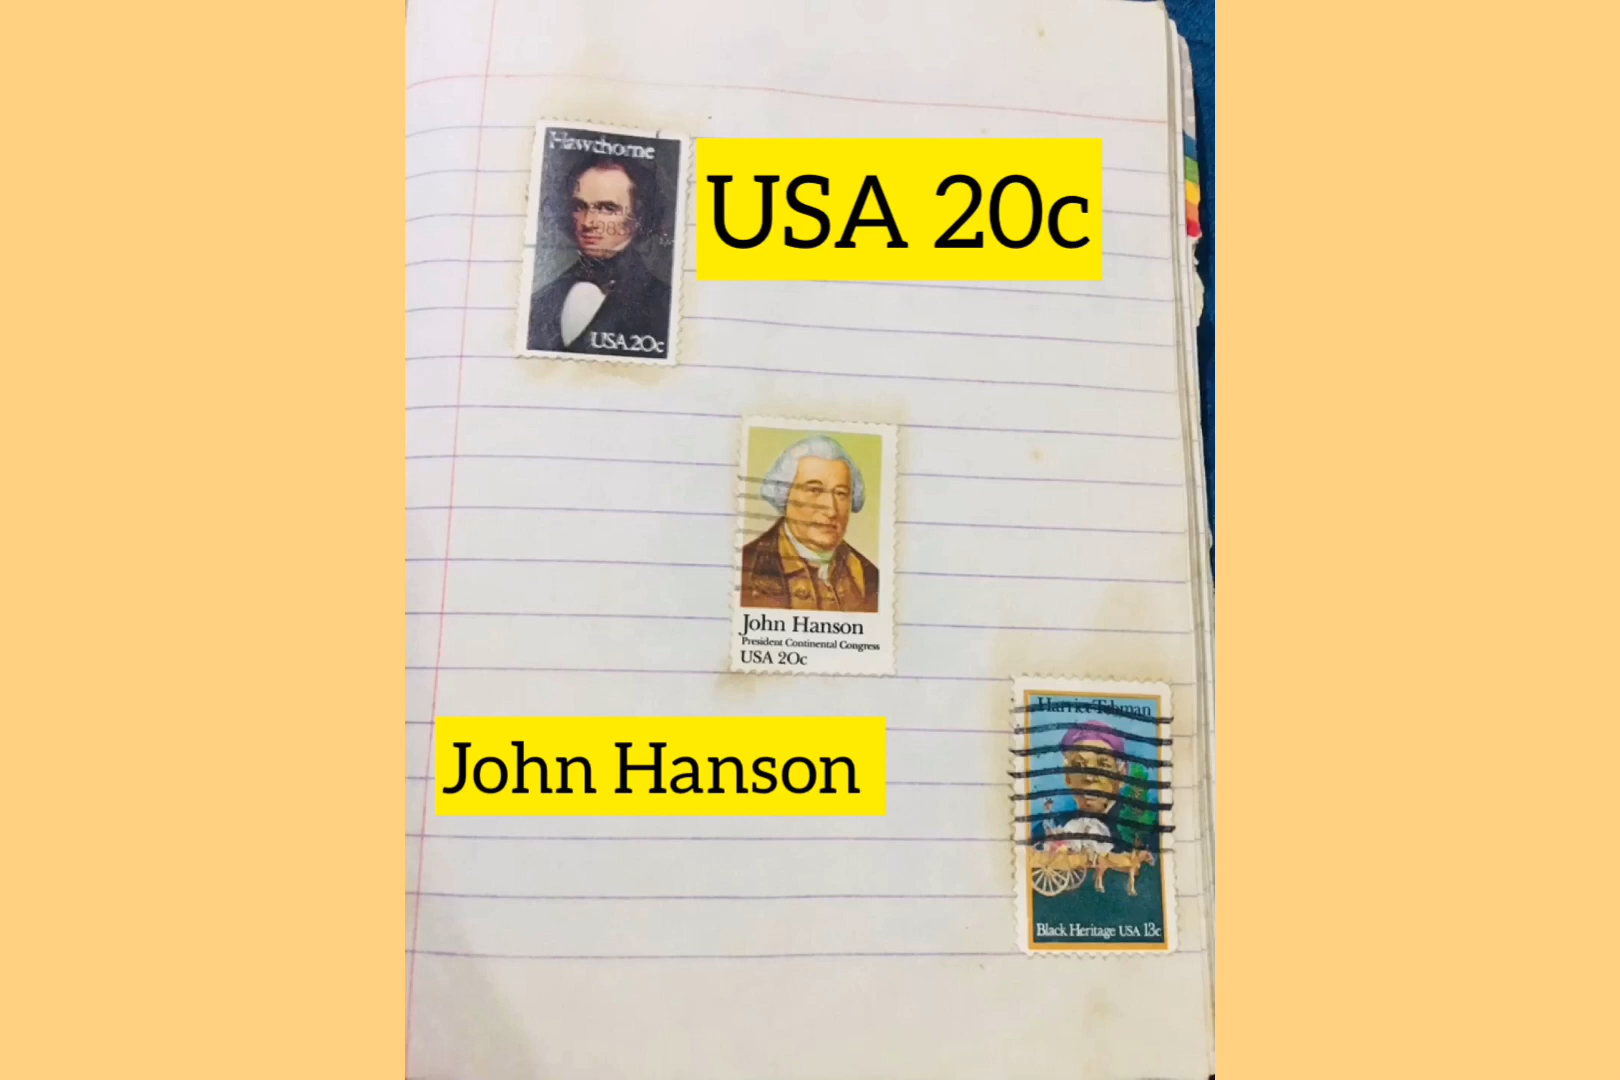 Hawthorne
1983
USA 20c
USA 20c
John Hanson
President Continental Congress
USA 20c
John Hanson
Harriet Tubman
Black Heritage USA 13c